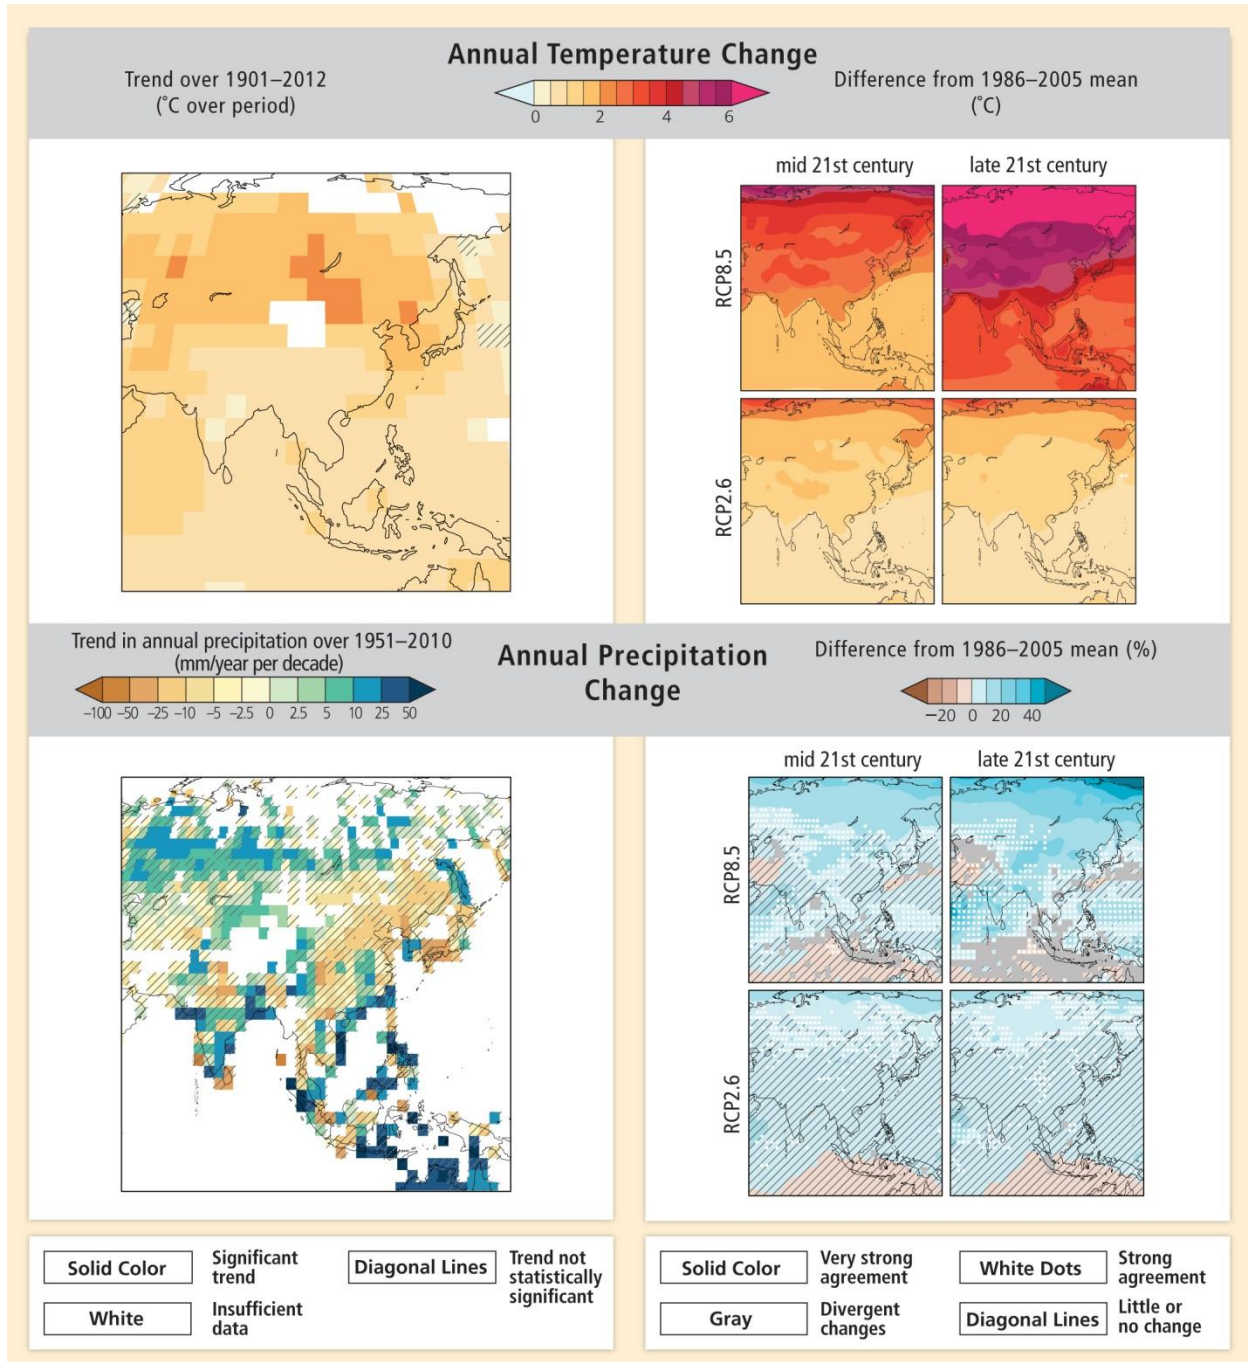 Annual Temperature Change
Trend over 1901–2012
(˚C over period)
0 2 4 6
Difference from 1986–2005 mean
(˚C)
mid 21st century
late 21st century
RCP8.5
RCP2.6
Trend in annual precipitation over 1951–2010
(mm/year per decade)
–100 –50 –25 –10 –5 –2.5 0 2.5 5 10 25 50
Annual Precipitation
Change
Difference from 1986–2005 mean (%)
–20 0 20 40
mid 21st century
late 21st century
RCP8.5
RCP2.6
Solid Color
Significant
trend
Diagonal Lines
Trend not
statistically
significant
White
Insufficient
data
Solid Color
Very strong
agreement
White Dots
Strong
agreement
Gray
Divergent
changes
Diagonal Lines
Little or
no change